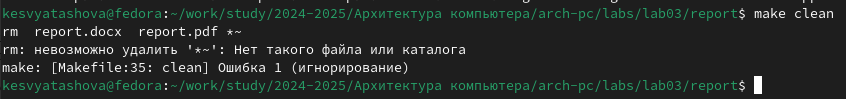 kesvyatashova@fedora:~/work/study/2024-2025/Архитектура компьютера/arch-pc/labs/lab03/report$ make clean
rm  report.docx  report.pdf *~
rm: невозможно удалить '*~': Нет такого файла или каталога
make: [Makefile:35: clean] Ошибка 1 (игнорирование)
kesvyatashova@fedora:~/work/study/2024-2025/Архитектура компьютера/arch-pc/labs/lab03/report$